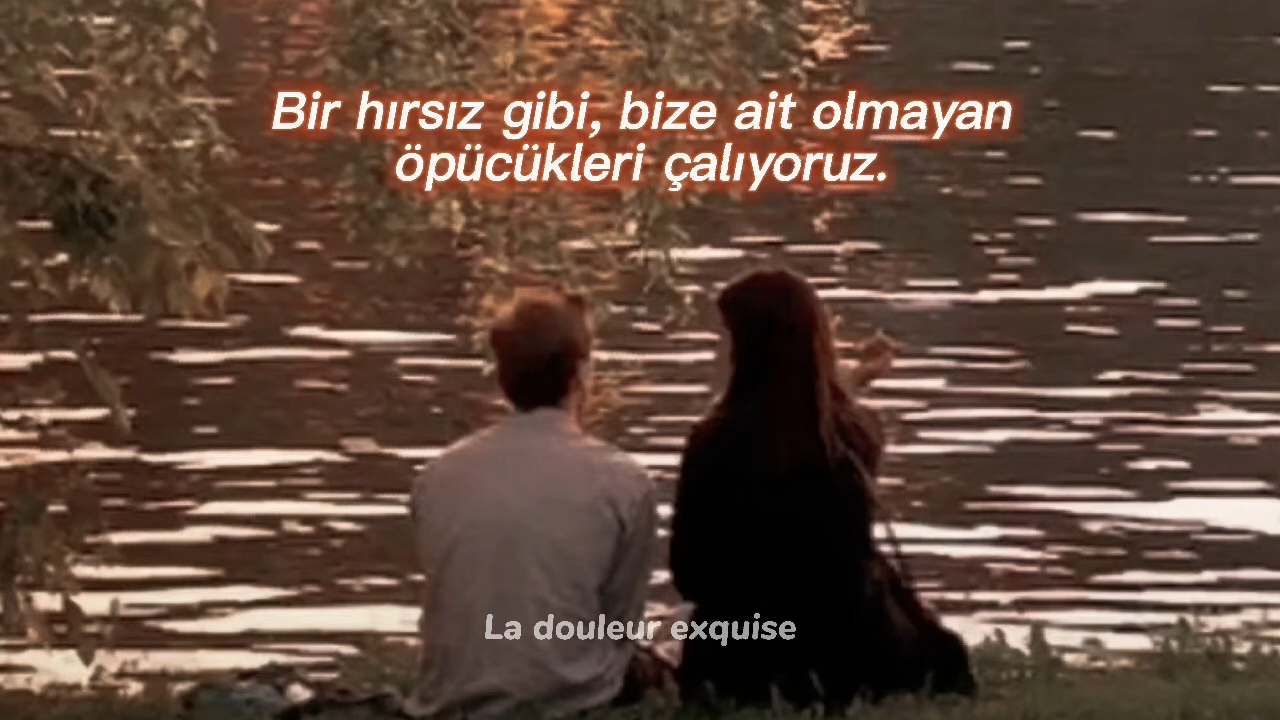 Bir hırsız gibi, bize ait olmayan
öpücükleri çalıyoruz.
La douleur exquise